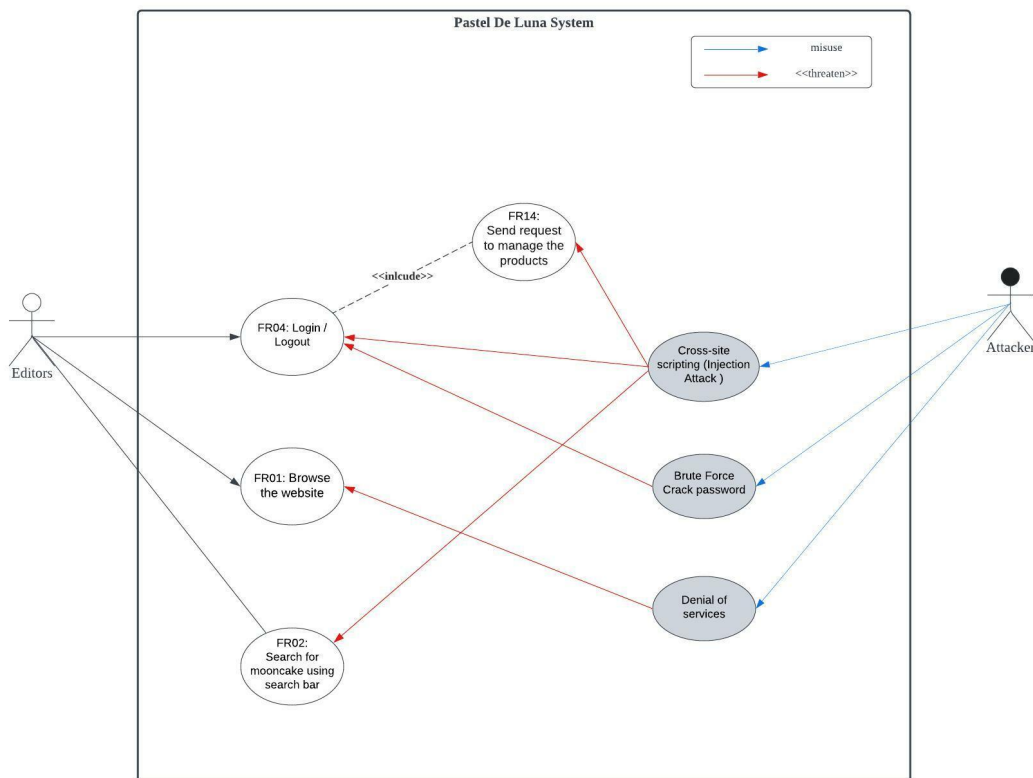 Pastel De Luna System
misuse
<<threaten>>
FR14:
Send request
to manage the
products
<<inlcude>>
FR04: Login /
Logout
Editors
Cross-site
scripting (Injection
Attack )
Attacker
FR01: Browse
the website
Brute Force
Crack password
Denial of
services
FR02:
Search for
mooncake using
search bar